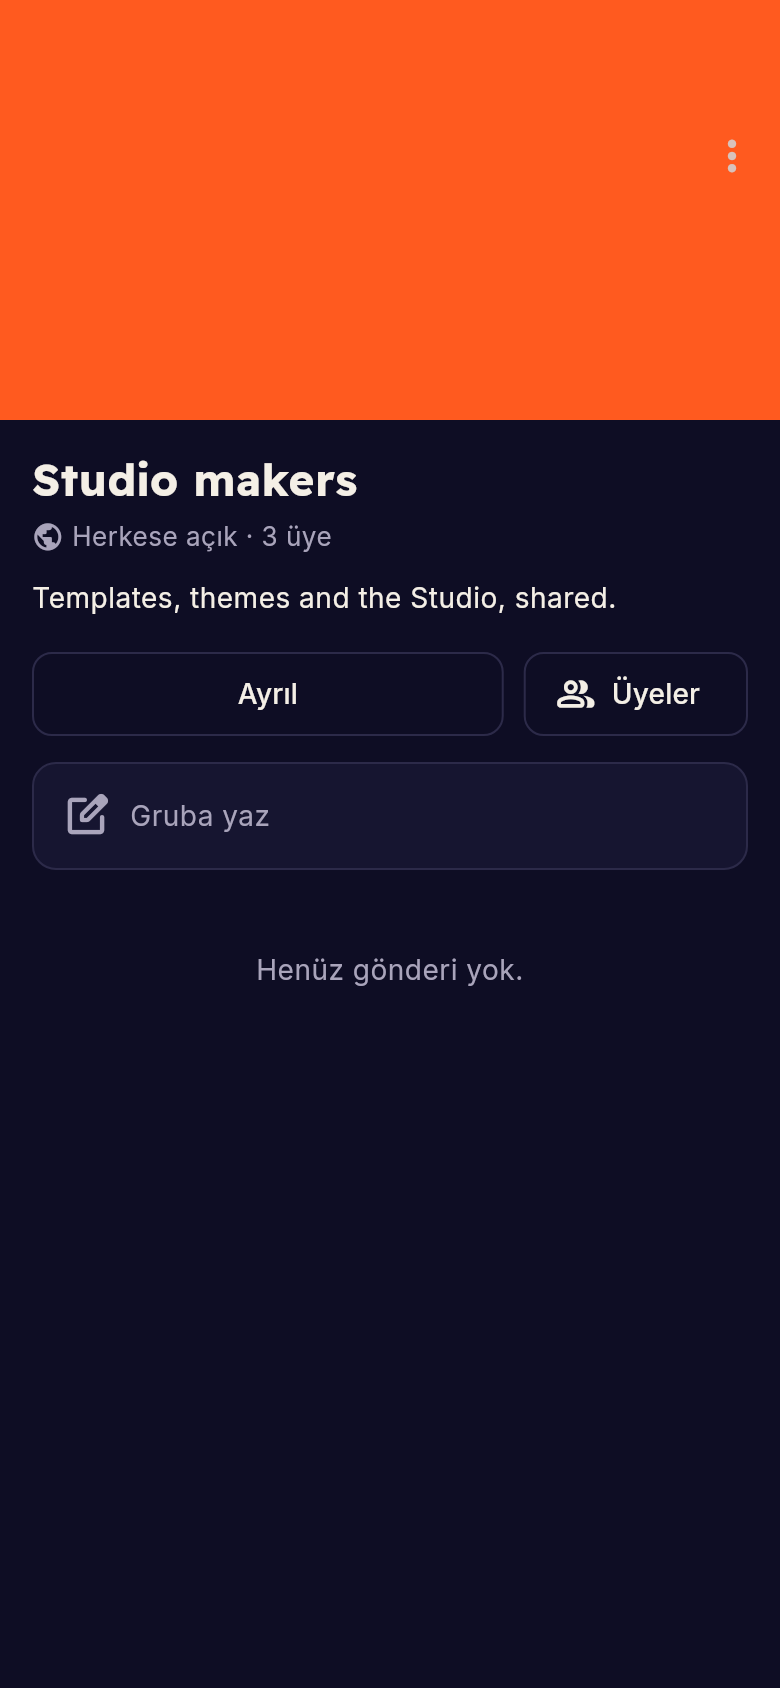 Studio makers
Herkese açık · 3 üye
Templates, themes and the Studio, shared.
Ayrıl
Üyeler
Gruba yaz
Henüz gönderi yok.